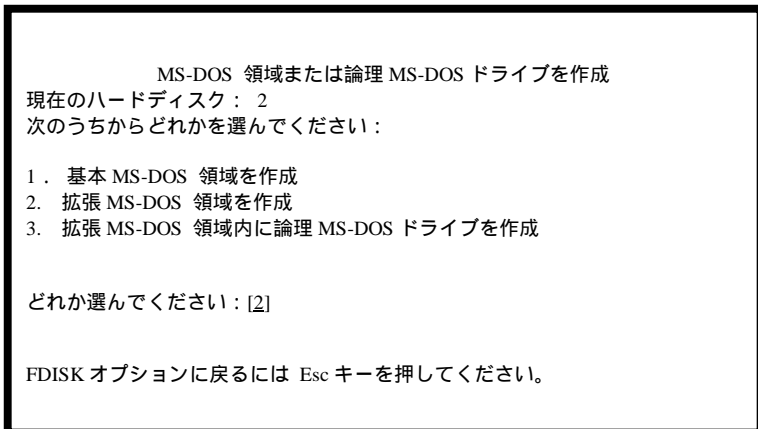 MS-DOS 領域または論理 MS-DOS ドライブを作成
現在のハードディスク： 2
次のうちからどれかを選んでください：
1． 基本 MS-DOS 領域を作成
2. 拡張 MS-DOS 領域を作成
3. 拡張 MS-DOS 領域内に論理 MS-DOS ドライブを作成
どれか選んでください：[2]
FDISK オプションに戻るには Esc キーを押してください。